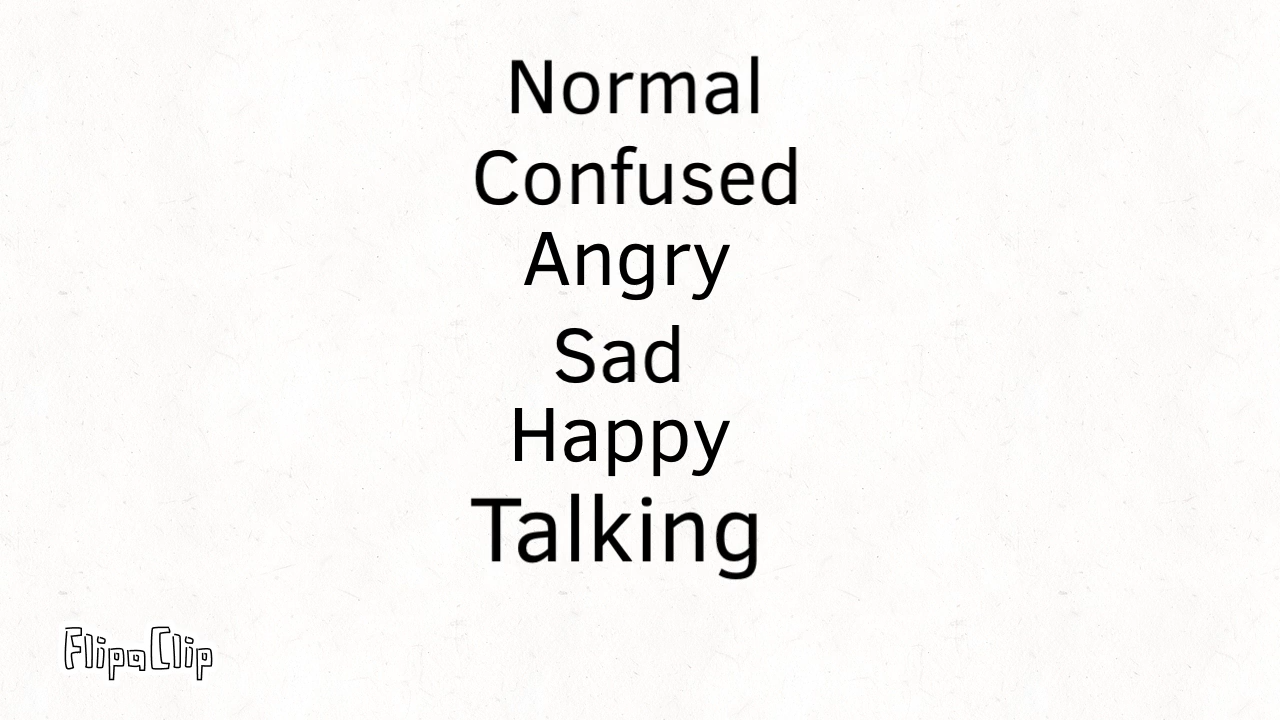 Normal
Confused
Angry
Sad
Happy
Talking
FlipaClip